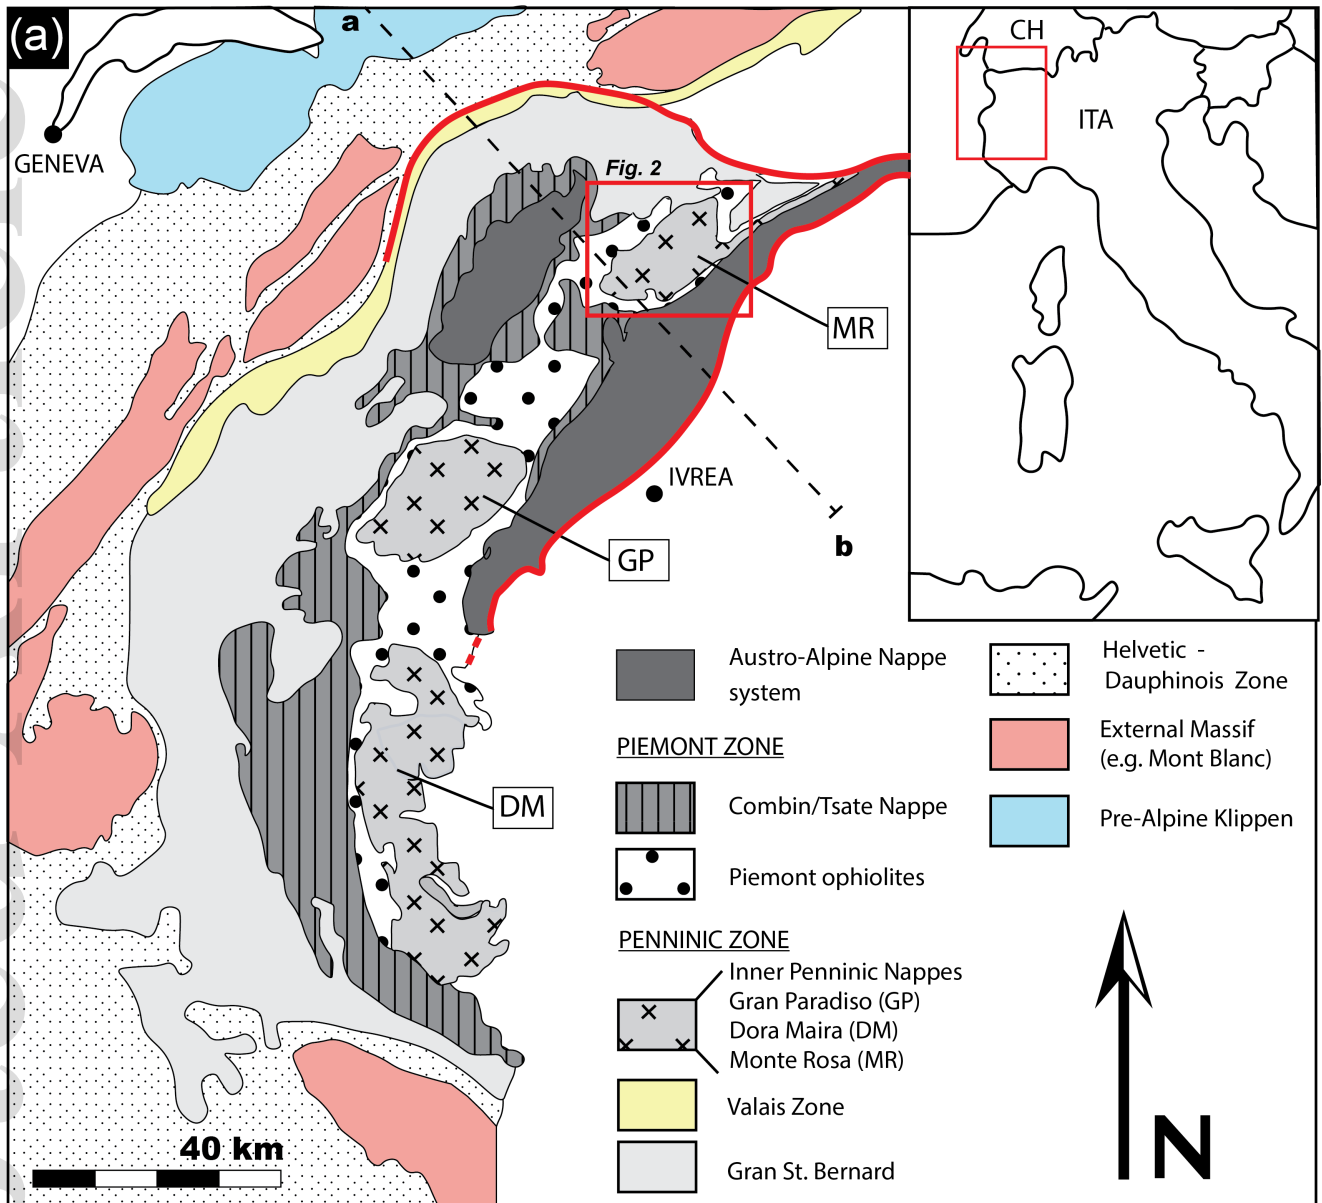 (a)
a
CH
ITA
GENEVA
Fig. 2
MR
IVREA
b
GP
DM
Austro-Alpine Nappe
system
PIEMONT ZONE
Combin/Tsate Nappe
Piemont ophiolites
PENNINIC ZONE
Inner Penninic Nappes
Gran Paradiso (GP)
Dora Maira (DM)
Monte Rosa (MR)
Valais Zone
Gran St. Bernard
Helvetic -
Dauphinois Zone
External Massif
(e.g. Mont Blanc)
Pre-Alpine Klippen
40 km
N